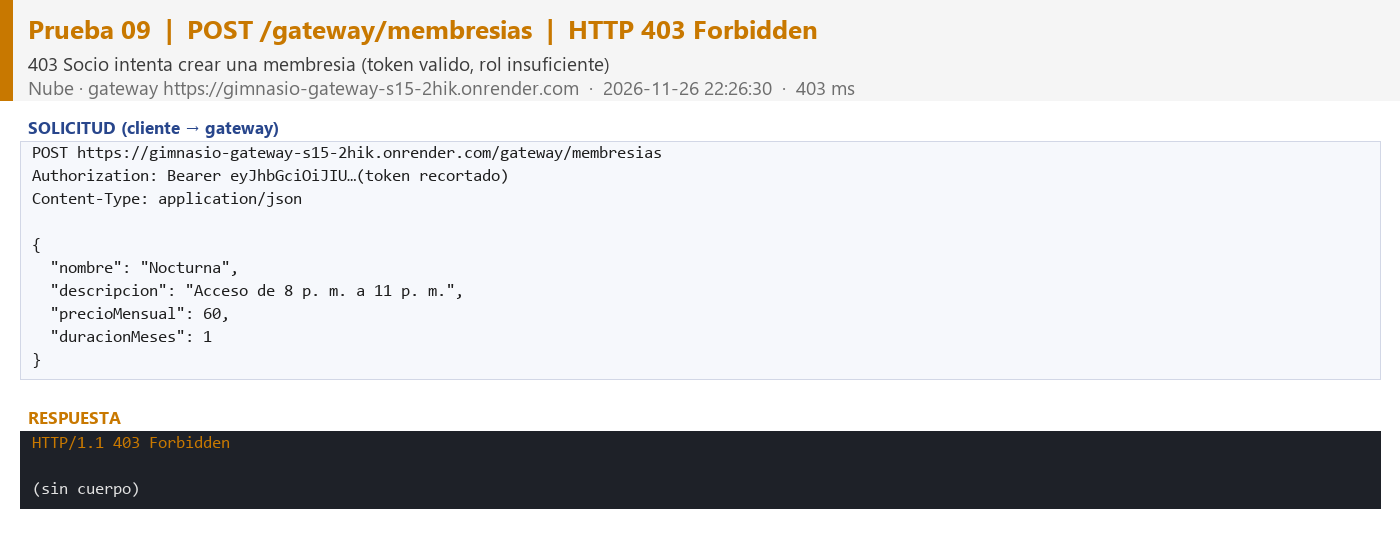 Prueba 09 | POST /gateway/membresias | HTTP 403 Forbidden
403 Socio intenta crear una membresia (token valido, rol insuficiente)
Nube · gateway https://gimnasio-gateway-s15-2hik.onrender.com · 2026-11-26 22:26:30 · 403 ms
SOLICITUD (cliente → gateway)
POST https://gimnasio-gateway-s15-2hik.onrender.com/gateway/membresias
Authorization: Bearer eyJhbGciOiJIU…(token recortado)
Content-Type: application/json
{
  "nombre": "Nocturna",
  "descripcion": "Acceso de 8 p. m. a 11 p. m.",
  "precioMensual": 60,
  "duracionMeses": 1
}
RESPUESTA
HTTP/1.1 403 Forbidden
(sin cuerpo)